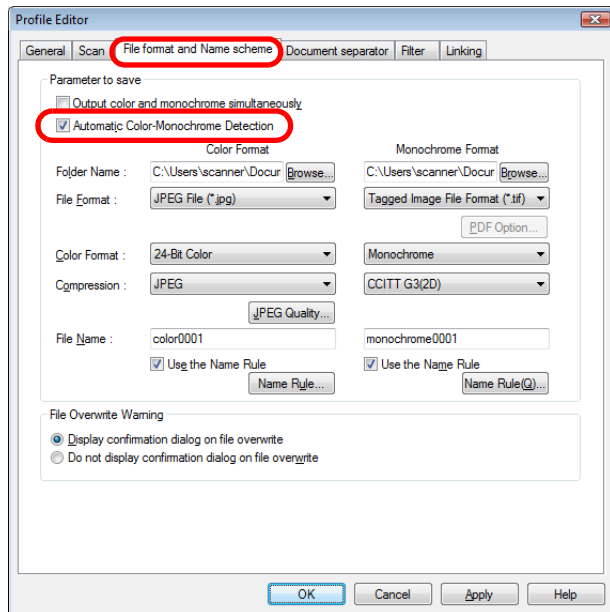 Profile Editor
General Scan File format and Name scheme Document separator Filter Linking
Parameter to save
Output color and monochrome simultaneously
Automatic Color-Monochrome Detection
Color Format Monochrome Format
Folder Name : C:\Users\scanner\Docur Browse... C:\Users\scanner\Docur Browse...
File Format : JPEG File (*.jpg) Tagged Image File Format (*.tif)
PDF Option...
Color Format : 24-Bit Color Monochrome
Compression : JPEG CCITT G3(2D)
JPEG Quality...
File Name : color0001 monochrome0001
Use the Name Rule Use the Name Rule
Name Rule... Name Rule(Q)...
File Overwrite Warning
Display confirmation dialog on file overwrite
Do not display confirmation dialog on file overwrite
OK Cancel Apply Help